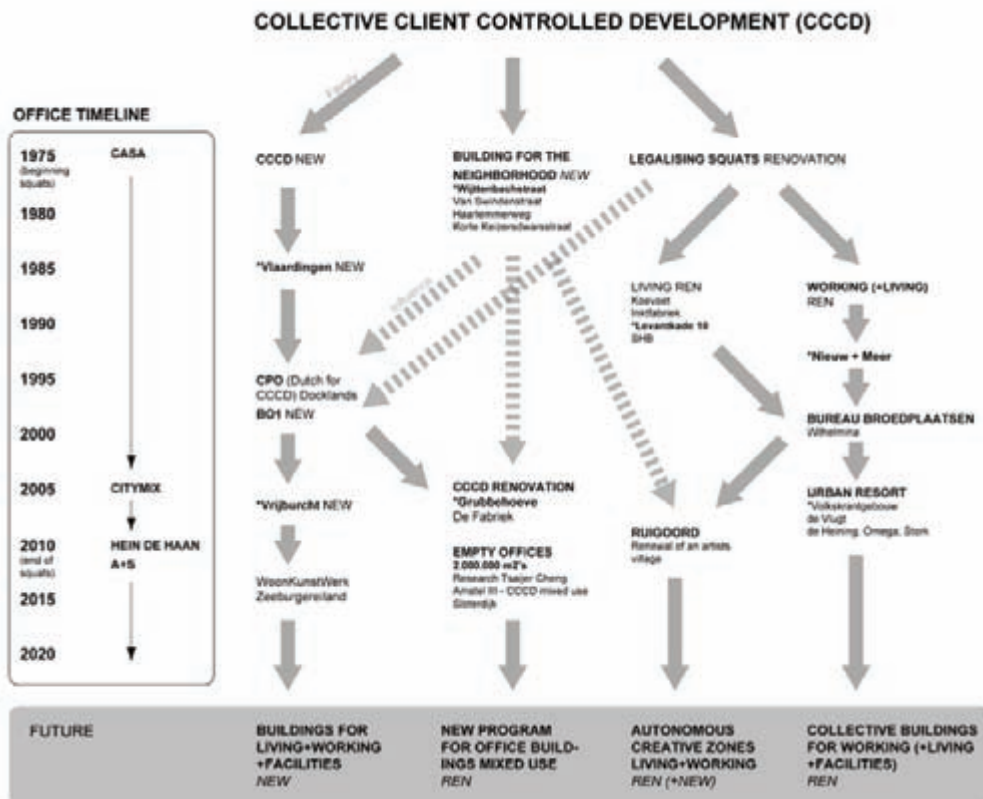 COLLECTIVE CLIENT CONTROLLED DEVELOPMENT (CCCD)
OFFICE TIMELINE
1975
(beginning
squats)
CASA
1980
1985
1990
1995
2000
2005
CITYMIX
2010
(end of
squats)
HEIN DE HAAN
A+S
2015
2020
CCCD NEW
*Vlaardingen NEW
CPO (Dutch for
CCCD) Docklands
BO1 NEW
*Vrijburcht NEW
WoonKunstWerk
Zeeburgereiland
BUILDING FOR THE
NEIGHBORHOOD NEW
*Wijttenbachstraat
Van Swindenstraat
Haarlemmerweg
Korte Keizersdwarsstraat
CCCD RENOVATION
*Grubbehoeve
De Fabriek
EMPTY OFFICES
2.000.000 m2's
Research Tsaijer Cheng
Amstel III - CCCD mixed use
LEGALISING SQUATS RENOVATION
LIVING REN
Koevoet
Inktfabriek
*Levantkade 10
SHB
RUIGOORD
Renewal of an artists
village
WORKING (+LIVING)
REN
*Nieuw + Meer
BUREAU BROEDPLAATSEN
Wilhelmina
URBAN RESORT
*Volkskrantgebouw
de Vlugt
de Heining, Omega, Stork
FUTURE
BUILDINGS FOR
LIVING+WORKING
+FACILITIES
NEW
NEW PROGRAM
FOR OFFICE BUILD-
INGS MIXED USE
REN
AUTONOMOUS
CREATIVE ZONES
LIVING+WORKING
REN (+NEW)
COLLECTIVE BUILDINGS
FOR WORKING (+LIVING
+FACILITIES)
REN